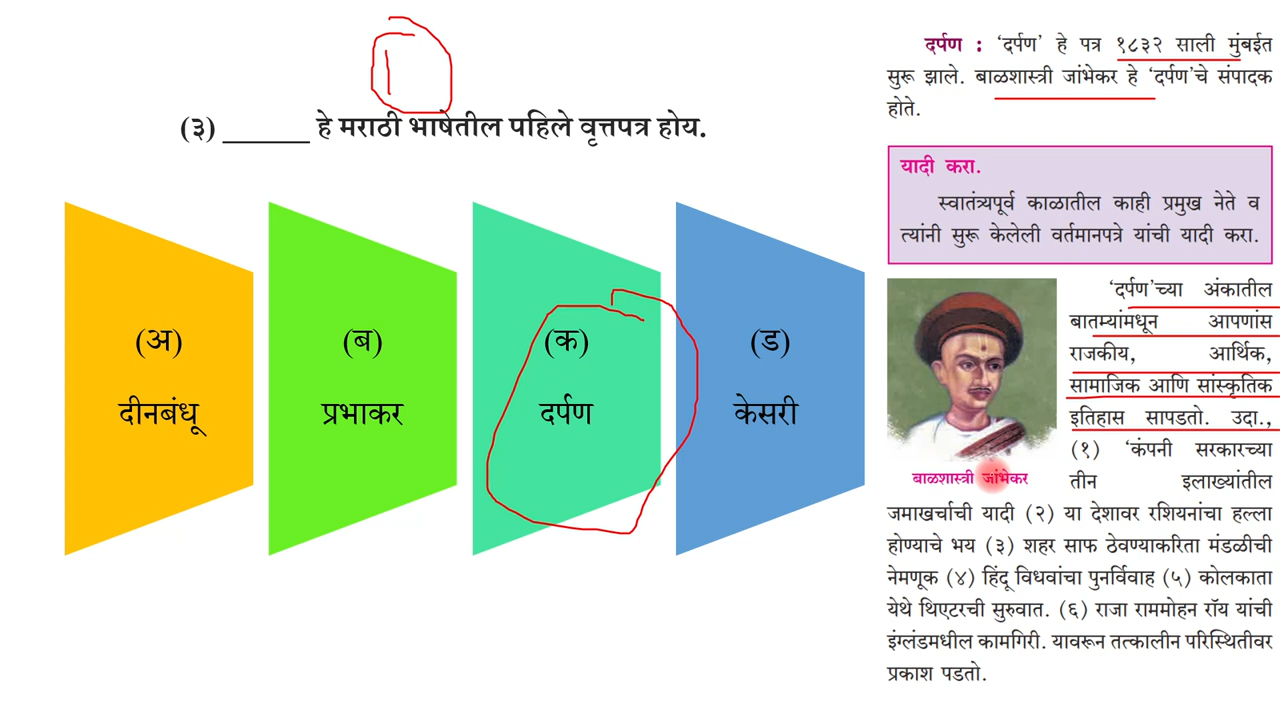 (३) ______ हे मराठी भाषेतील पहिले वृत्तपत्र होय.
(अ)
दीनबंधू
(ब)
प्रभाकर
(क)
दर्पण
(ड)
केसरी
दर्पण : ‘दर्पण’ हे पत्र १८३२ साली मुंबईत
सुरू झाले. बाळशास्त्री जांभेकर हे ‘दर्पण’चे संपादक
होते.
यादी करा.
स्वातंत्र्यपूर्व काळातील काही प्रमुख नेते व
त्यांनी सुरू केलेली वर्तमानपत्रे यांची यादी करा.
बाळशास्त्री जांभेकर
‘दर्पण’च्या अंकातील
बातम्यांमधून आपणांस
राजकीय, आर्थिक,
सामाजिक आणि सांस्कृतिक
इतिहास सापडतो. उदा.,
(१) ‘कंपनी सरकारच्या
तीन इलाख्यांतील
जमाखर्चाची यादी (२) या देशावर रशियनांचा हल्ला
होण्याचे भय (३) शहर साफ ठेवण्याकरिता मंडळीची
नेमणूक (४) हिंदू विधवांचा पुनर्विवाह (५) कोलकाता
येथे थिएटरची सुरुवात. (६) राजा राममोहन रॉय यांची
इंग्लंडमधील कामगिरी. यावरून तत्कालीन परिस्थितीवर
प्रकाश पडतो.